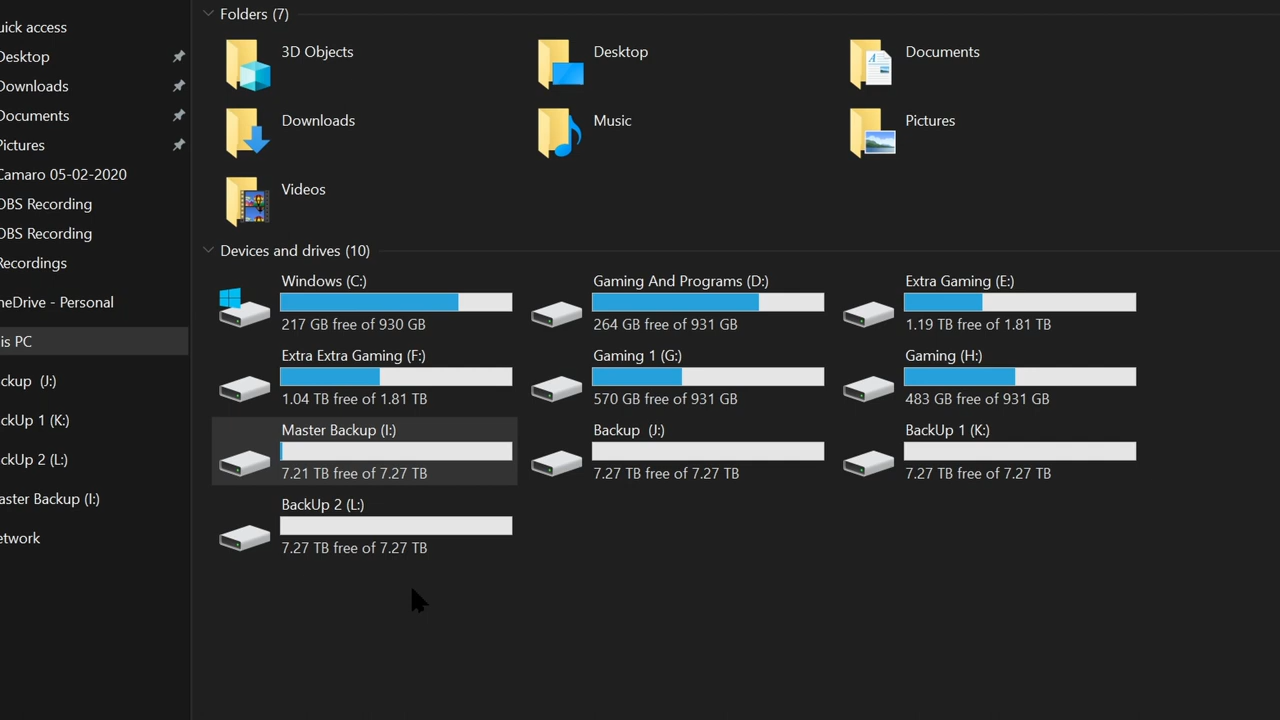 uick access
Desktop
Downloads
Documents
Pictures
Camaro 05-02-2020
OBS Recording
OBS Recording
Recordings
neDrive - Personal
is PC
ckup (J:)
ckUp 1 (K:)
ckUp 2 (L:)
aster Backup (I:)
etwork
Folders (7)
3D Objects
Desktop
Documents
Downloads
Music
Pictures
Videos
Devices and drives (10)
Windows (C:)
217 GB free of 930 GB
Gaming And Programs (D:)
264 GB free of 931 GB
Extra Gaming (E:)
1.19 TB free of 1.81 TB
Extra Extra Gaming (F:)
1.04 TB free of 1.81 TB
Gaming 1 (G:)
570 GB free of 931 GB
Gaming (H:)
483 GB free of 931 GB
Master Backup (I:)
7.21 TB free of 7.27 TB
Backup (J:)
7.27 TB free of 7.27 TB
BackUp 1 (K:)
7.27 TB free of 7.27 TB
BackUp 2 (L:)
7.27 TB free of 7.27 TB